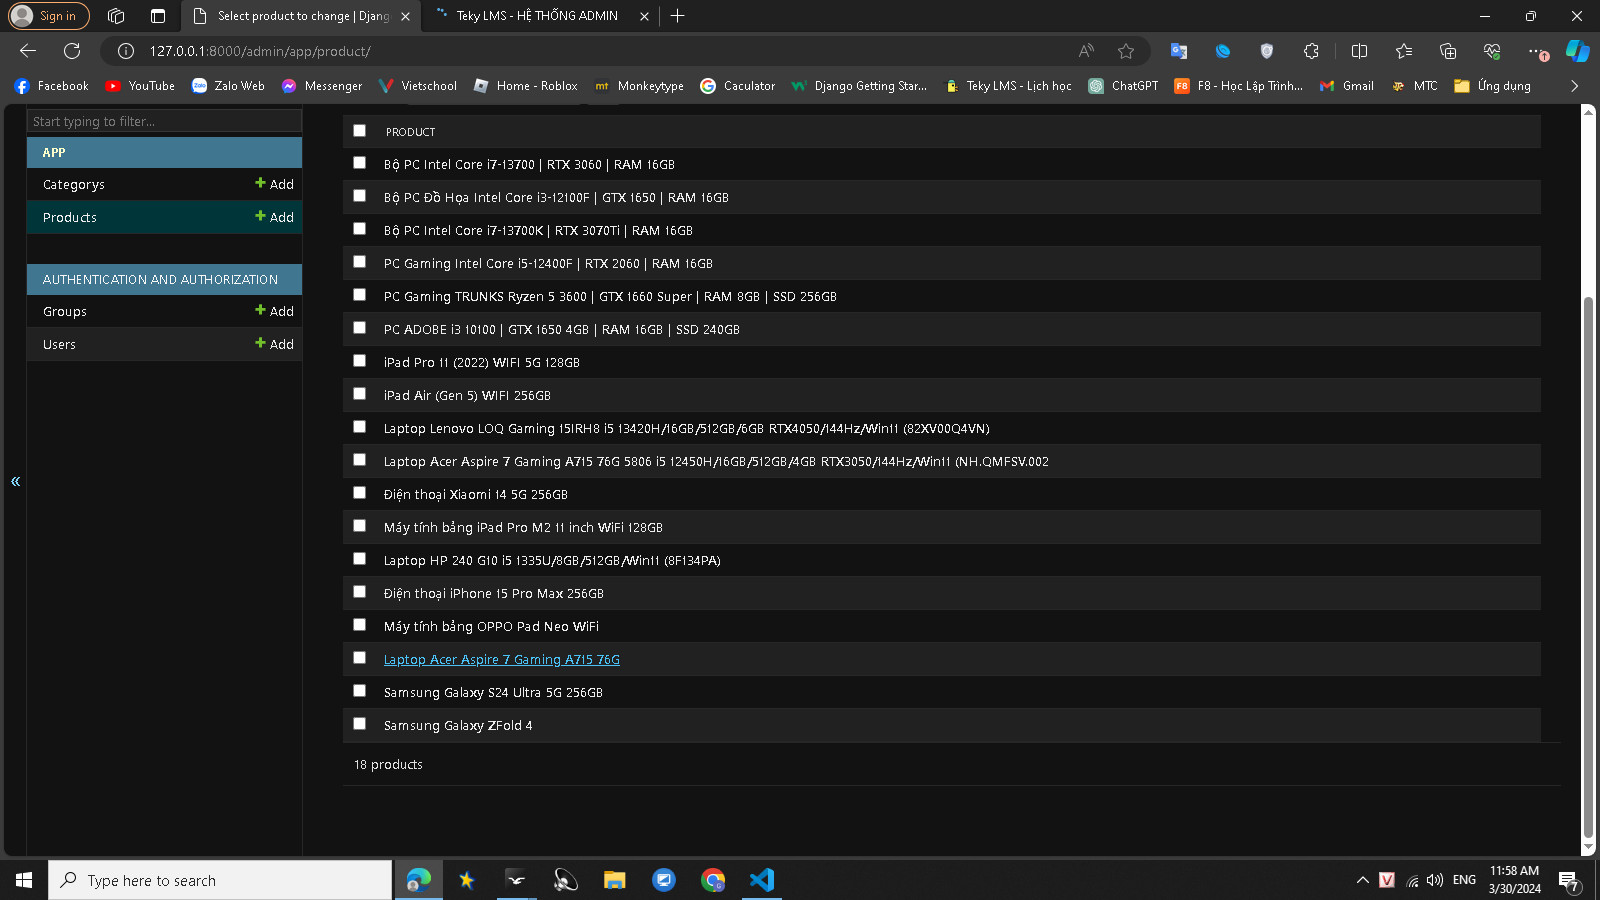 Sign in
Select product to change | Djang
Teky LMS - HỆ THỐNG ADMIN
127.0.0.1:8000/admin/app/product/
Facebook
YouTube
Zalo Web
Messenger
Vietschool
Home - Roblox
Monkeytype
Caculator
Django Getting Star...
Teky LMS - Lịch học
ChatGPT
F8 - Học Lập Trình...
Gmail
MTC
Ứng dụng
Start typing to filter...
APP
Categorys
Add
Products
Add
AUTHENTICATION AND AUTHORIZATION
Groups
Add
Users
Add
«
PRODUCT
Bộ PC Intel Core i7-13700 | RTX 3060 | RAM 16GB
Bộ PC Đồ Họa Intel Core i3-12100F | GTX 1650 | RAM 16GB
Bộ PC Intel Core i7-13700K | RTX 3070Ti | RAM 16GB
PC Gaming Intel Core i5-12400F | RTX 2060 | RAM 16GB
PC Gaming TRUNKS Ryzen 5 3600 | GTX 1660 Super | RAM 8GB | SSD 256GB
PC ADOBE i3 10100 | GTX 1650 4GB | RAM 16GB | SSD 240GB
iPad Pro 11 (2022) WIFI 5G 128GB
iPad Air (Gen 5) WIFI 256GB
Laptop Lenovo LOQ Gaming 15IRH8 i5 13420H/16GB/512GB/6GB RTX4050/144Hz/Win11 (82XV00Q4VN)
Laptop Acer Aspire 7 Gaming A715 76G 5806 i5 12450H/16GB/512GB/4GB RTX3050/144Hz/Win11 (NH.QMFSV.002
Điện thoại Xiaomi 14 5G 256GB
Máy tính bảng iPad Pro M2 11 inch WiFi 128GB
Laptop HP 240 G10 i5 1335U/8GB/512GB/Win11 (8F134PA)
Điện thoại iPhone 15 Pro Max 256GB
Máy tính bảng OPPO Pad Neo WiFi
Laptop Acer Aspire 7 Gaming A715 76G
Samsung Galaxy S24 Ultra 5G 256GB
Samsung Galaxy ZFold 4
18 products
Type here to search
ENG
11:58 AM
3/30/2024
7